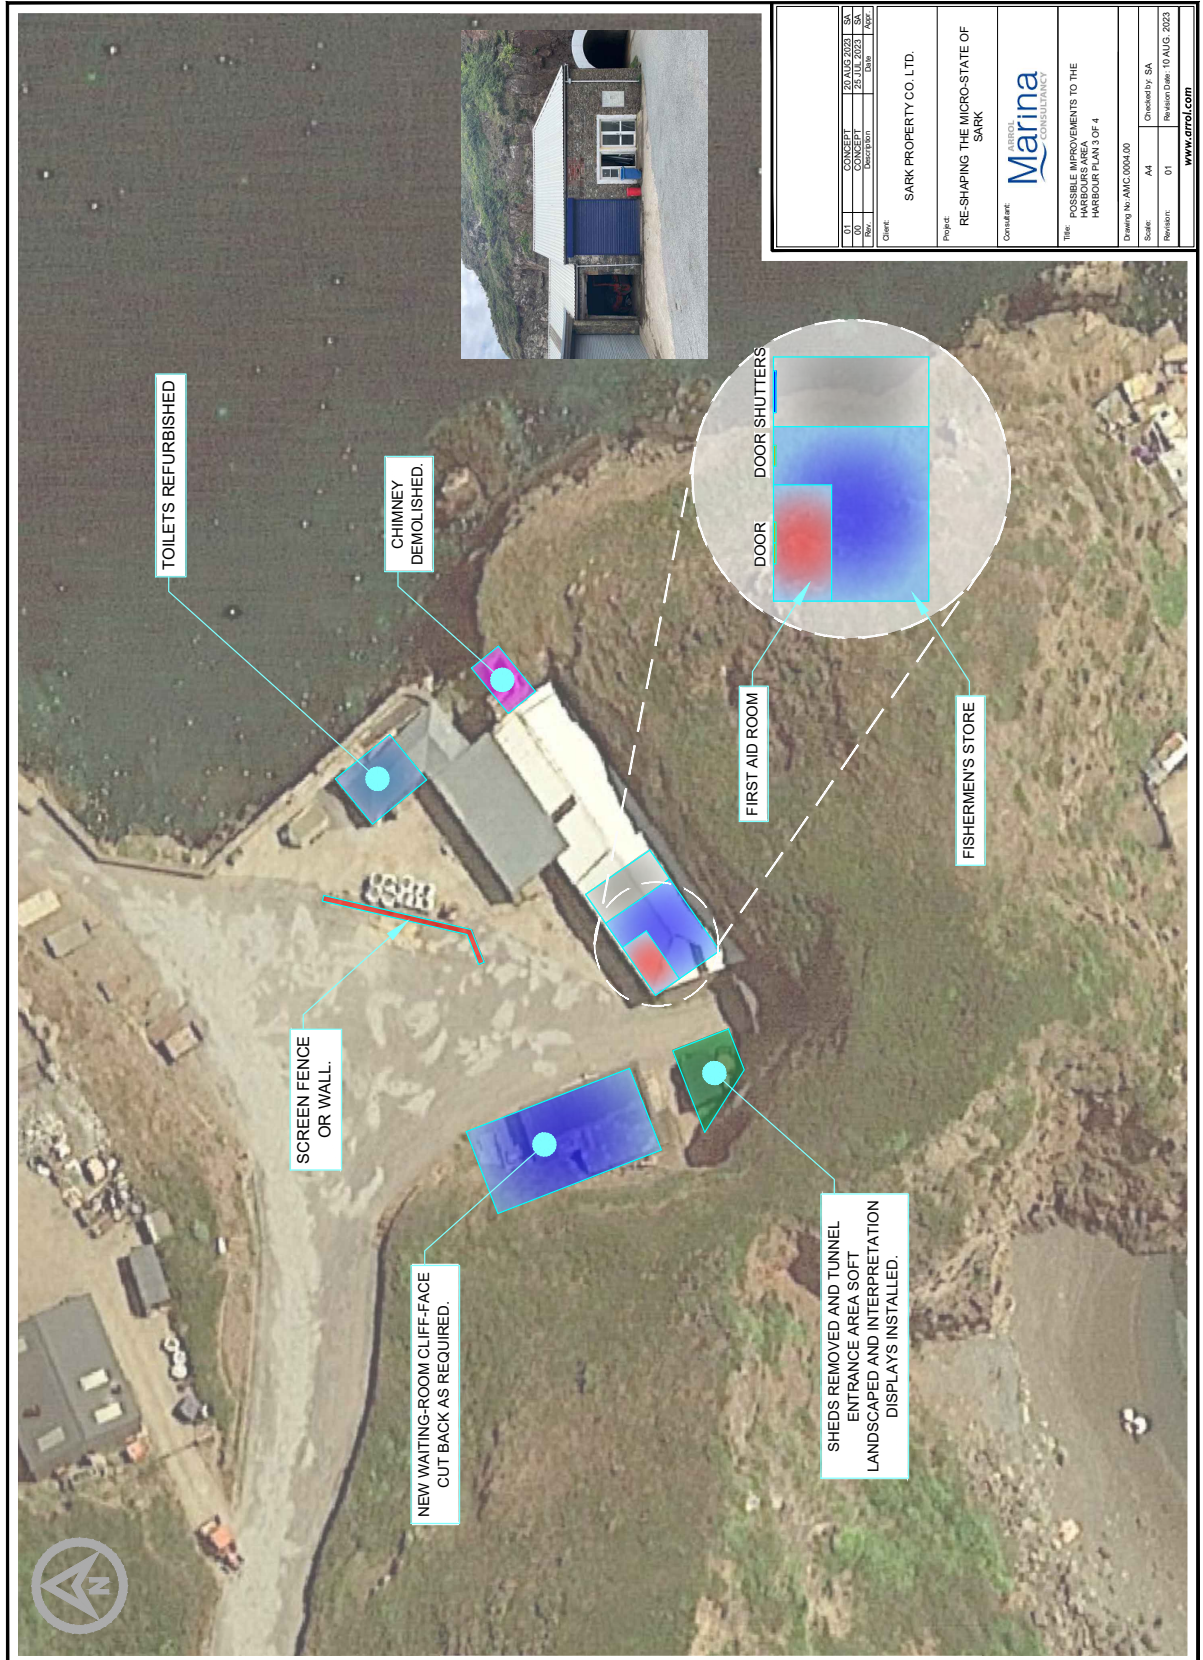 TOILETS REFURBISHED
CHIMNEY
DEMOLISHED.
SCREEN FENCE
OR WALL.
NEW WAITING-ROOM CLIFF-FACE
CUT BACK AS REQUIRED.
SHEDS REMOVED AND TUNNEL
ENTRANCE AREA SOFT
LANDSCAPED AND INTERPRETATION
DISPLAYS INSTALLED.
FIRST AID ROOM
FISHERMEN'S STORE
DOOR DOOR SHUTTERS
N
01 CONCEPT 20 AUG 2023 SA
00 CONCEPT 25 JUL 2023 SA
Rev. Description Date Appr.
Client:
SARK PROPERTY CO. LTD.
Project:
RE-SHAPING THE MICRO-STATE OF
SARK
Consultant:
ARROL
Marina
CONSULTANCY
Title:
POSSIBLE IMPROVEMENTS TO THE
HARBOURS AREA
HARBOUR PLAN 3 OF 4
Drawing No: AMC.0004.00
Scale: A4 Checked by: SA
Revision: 01 Revision Date: 10 AUG. 2023
www.arrol.com